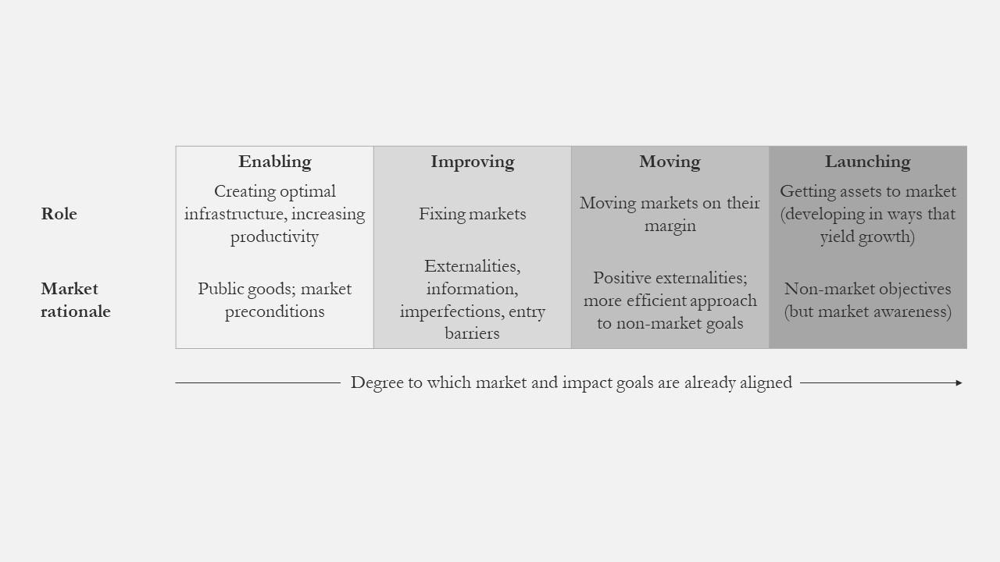 Enabling
Improving
Moving
Launching
Role
Creating optimal
infrastructure, increasing
productivity
Fixing markets
Moving markets on their
margin
Getting assets to market
(developing in ways that
yield growth)
Market
rationale
Public goods; market
preconditions
Externalities,
information,
imperfections, entry
barriers
Positive externalities;
more efficient approach
to non-market goals
Non-market objectives
(but market awareness)
Degree to which market and impact goals are already aligned